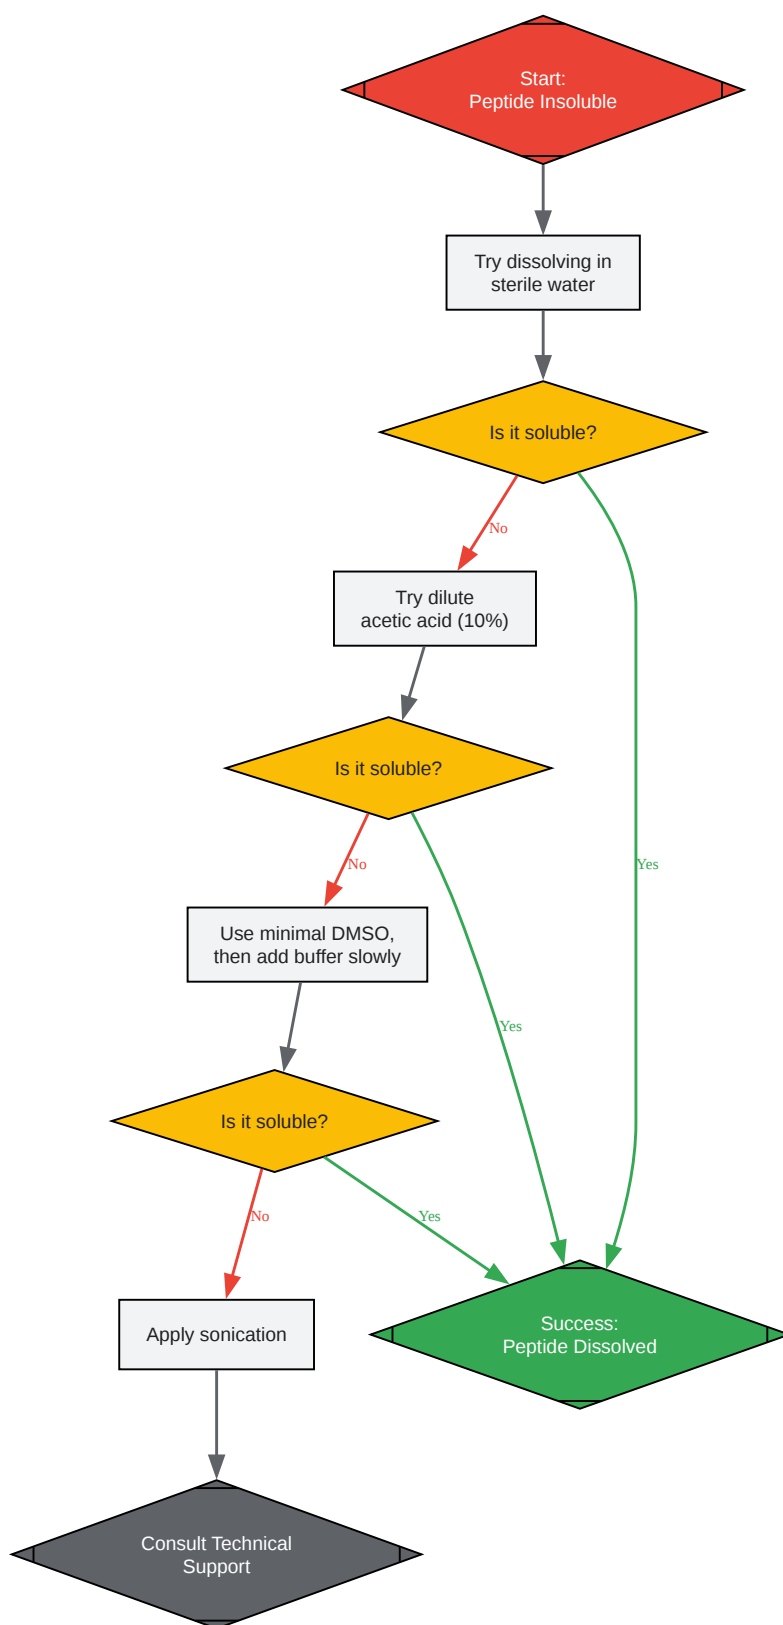 Start:
Peptide Insoluble
Try dissolving in
sterile water
Is it soluble?
No
Try dilute
acetic acid (10%)
Is it soluble?
No
Yes
Use minimal DMSO,
then add buffer slowly
Yes
Is it soluble?
No
Yes
Apply sonication
Success:
Peptide Dissolved
Consult Technical
Support